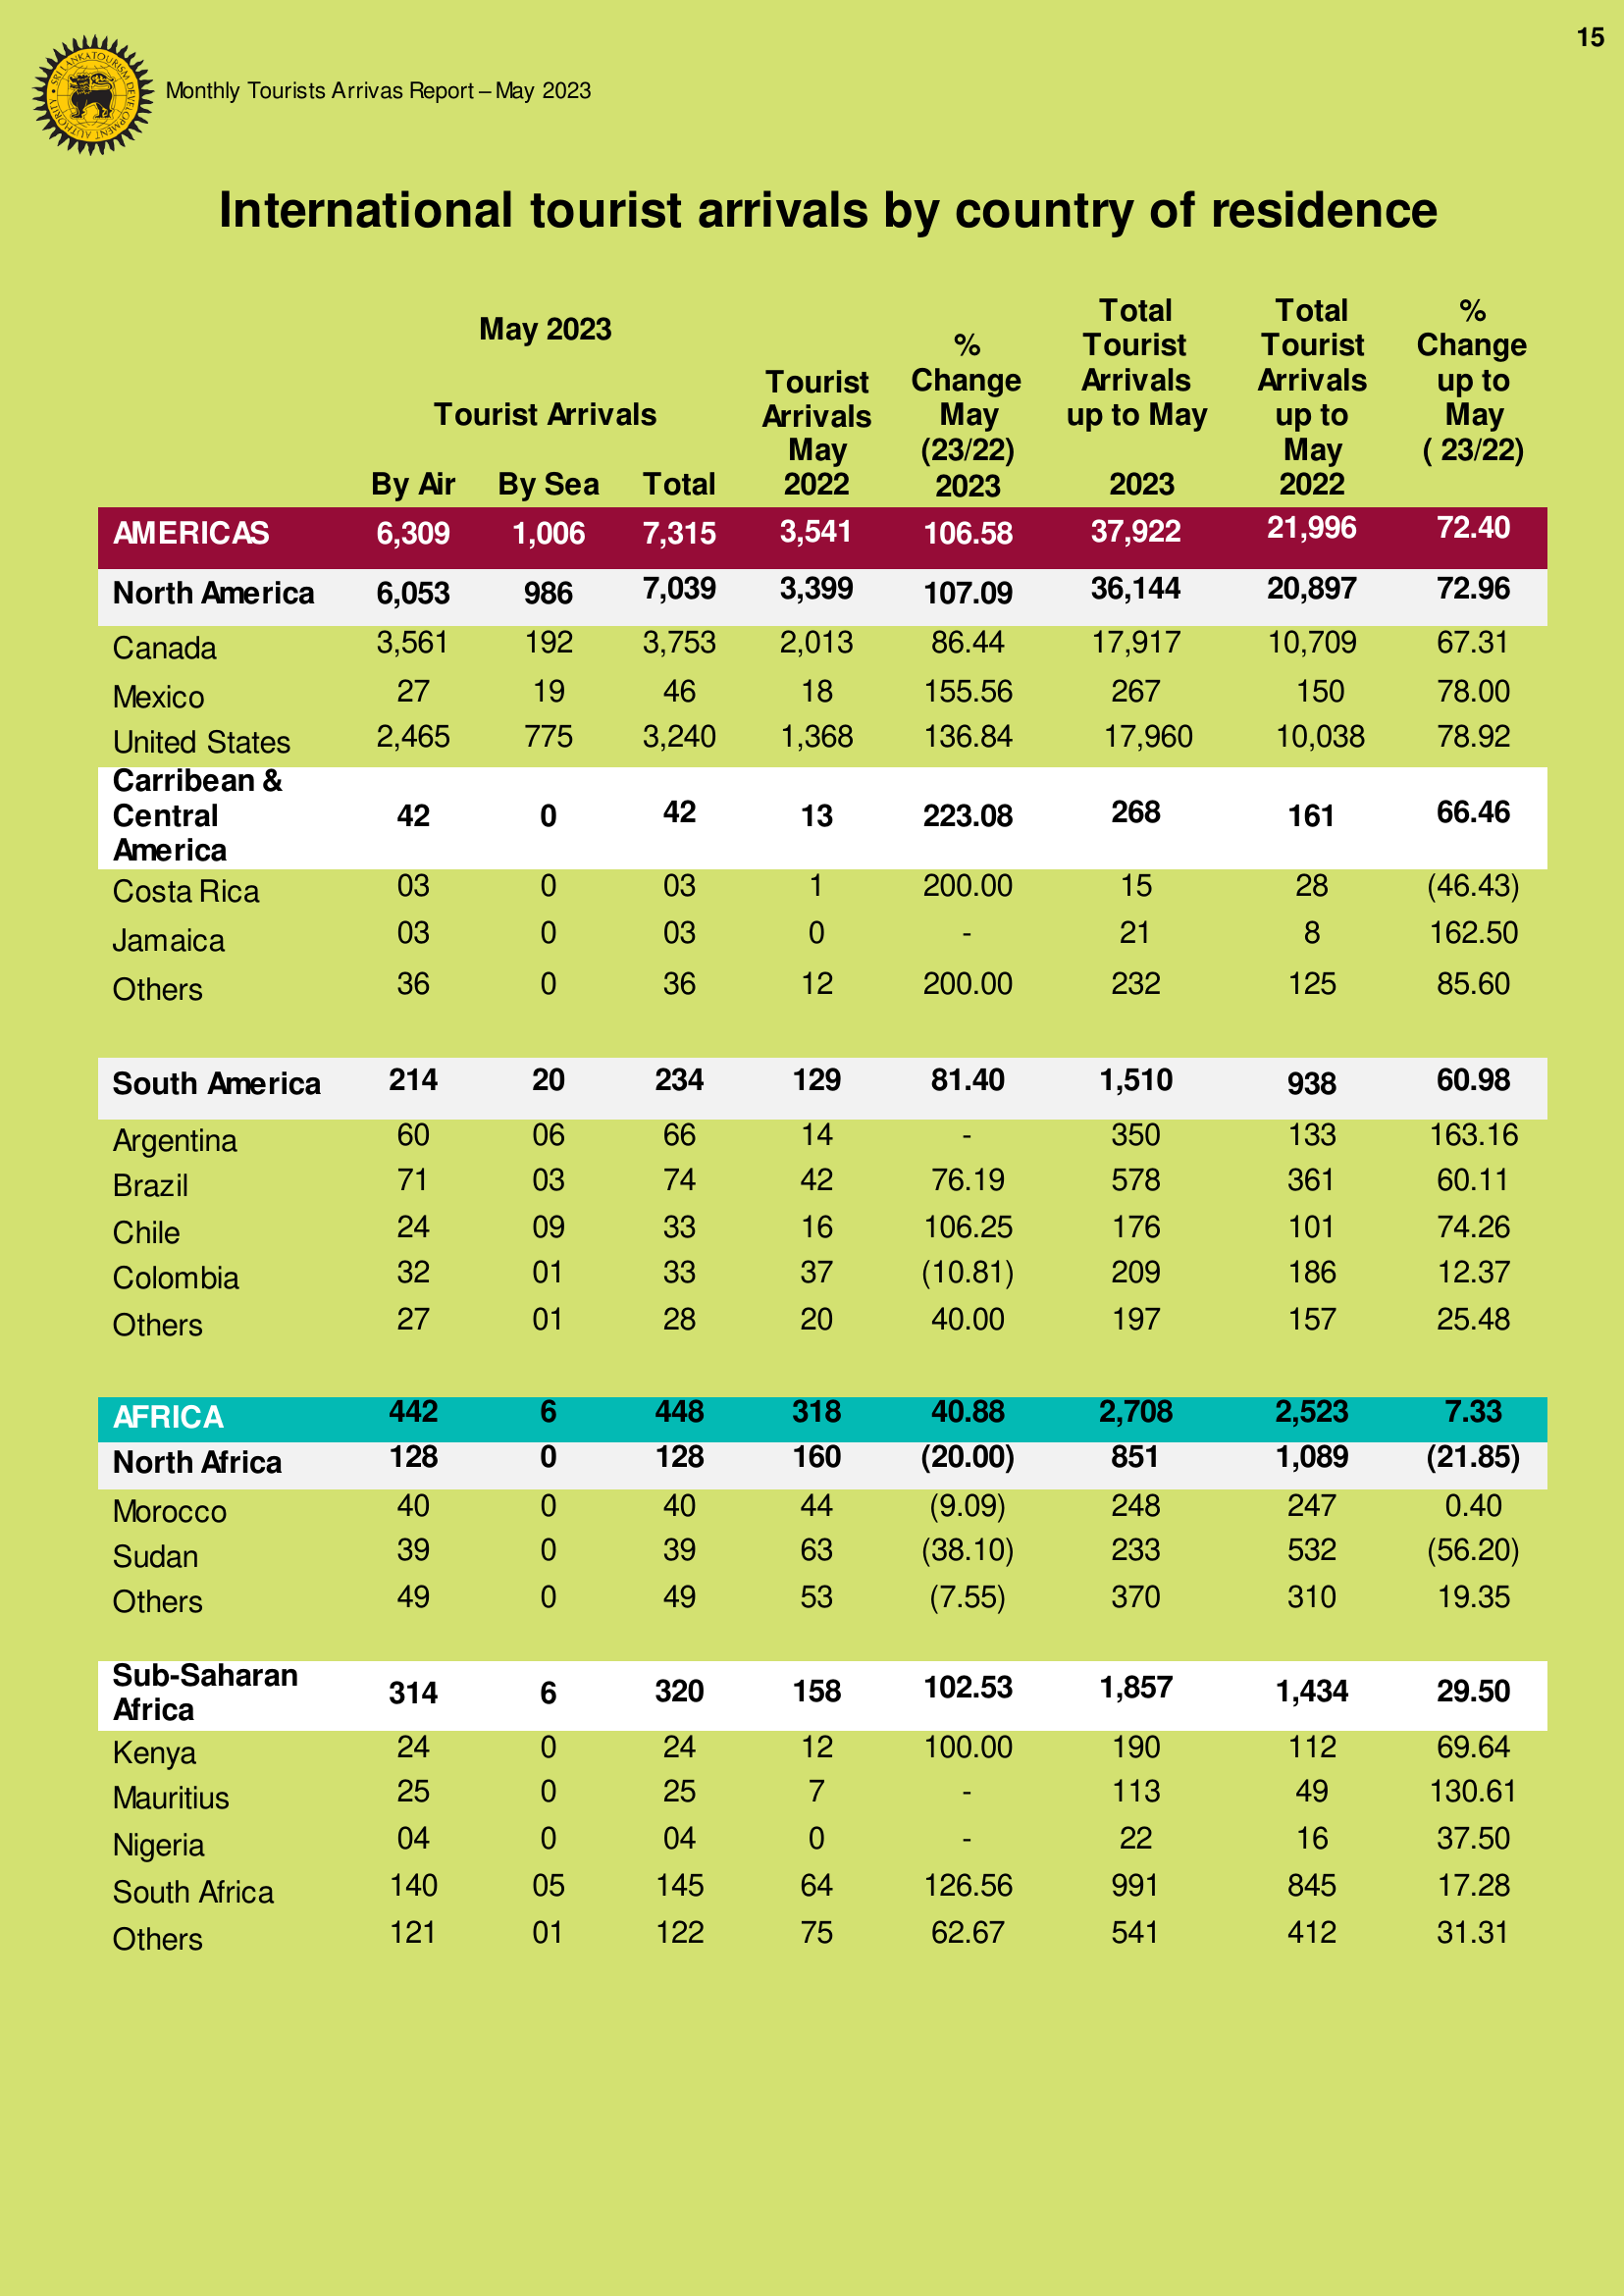 15
SRI LANKA TOURISM DEVELOPMENT AUTHORITY
Monthly Tourists Arrivas Report – May 2023
International tourist arrivals by country of residence
May 2023
Tourist Arrivals
By Air By Sea Total
Tourist
Arrivals
May
2022
%
Change
May
(23/22)
2023
Total
Tourist
Arrivals
up to May
2023
Total
Tourist
Arrivals
up to
May
2022
%
Change
up to
May
( 23/22)
AMERICAS 6,309 1,006 7,315 3,541 106.58 37,922 21,996 72.40
North America 6,053 986 7,039 3,399 107.09 36,144 20,897 72.96
Canada 3,561 192 3,753 2,013 86.44 17,917 10,709 67.31
Mexico 27 19 46 18 155.56 267 150 78.00
United States 2,465 775 3,240 1,368 136.84 17,960 10,038 78.92
Carribean &
Central
America
42 0 42 13 223.08 268 161 66.46
Costa Rica 03 0 03 1 200.00 15 28 (46.43)
Jamaica 03 0 03 0 - 21 8 162.50
Others 36 0 36 12 200.00 232 125 85.60
South America 214 20 234 129 81.40 1,510 938 60.98
Argentina 60 06 66 14 - 350 133 163.16
Brazil 71 03 74 42 76.19 578 361 60.11
Chile 24 09 33 16 106.25 176 101 74.26
Colombia 32 01 33 37 (10.81) 209 186 12.37
Others 27 01 28 20 40.00 197 157 25.48
AFRICA 442 6 448 318 40.88 2,708 2,523 7.33
North Africa 128 0 128 160 (20.00) 851 1,089 (21.85)
Morocco 40 0 40 44 (9.09) 248 247 0.40
Sudan 39 0 39 63 (38.10) 233 532 (56.20)
Others 49 0 49 53 (7.55) 370 310 19.35
Sub-Saharan
Africa
314 6 320 158 102.53 1,857 1,434 29.50
Kenya 24 0 24 12 100.00 190 112 69.64
Mauritius 25 0 25 7 - 113 49 130.61
Nigeria 04 0 04 0 - 22 16 37.50
South Africa 140 05 145 64 126.56 991 845 17.28
Others 121 01 122 75 62.67 541 412 31.31